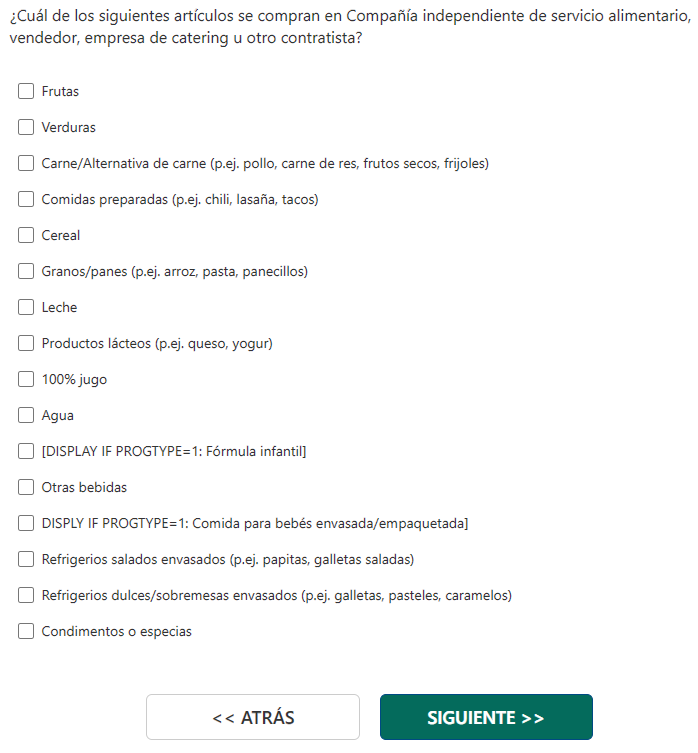 ¿Cuál de los siguientes artículos se compran en Compañía independiente de servicio alimentario,
vendedor, empresa de catering u otro contratista?
Frutas
Verduras
Carne/Alternativa de carne (p.ej. pollo, carne de res, frutos secos, frijoles)
Comidas preparadas (p.ej. chili, lasaña, tacos)
Cereal
Granos/panes (p.ej. arroz, pasta, panecillos)
Leche
Productos lácteos (p.ej. queso, yogur)
100% jugo
Agua
[DISPLAY IF PROGTYPE=1: Fórmula infantil]
Otras bebidas
DISPLY IF PROGTYPE=1: Comida para bebés envasada/empaquetada]
Refrigerios salados envasados (p.ej. papitas, galletas saladas)
Refrigerios dulces/sobremesas envasados (p.ej. galletas, pasteles, caramelos)
Condimentos o especias
<< ATRÁS
SIGUIENTE >>